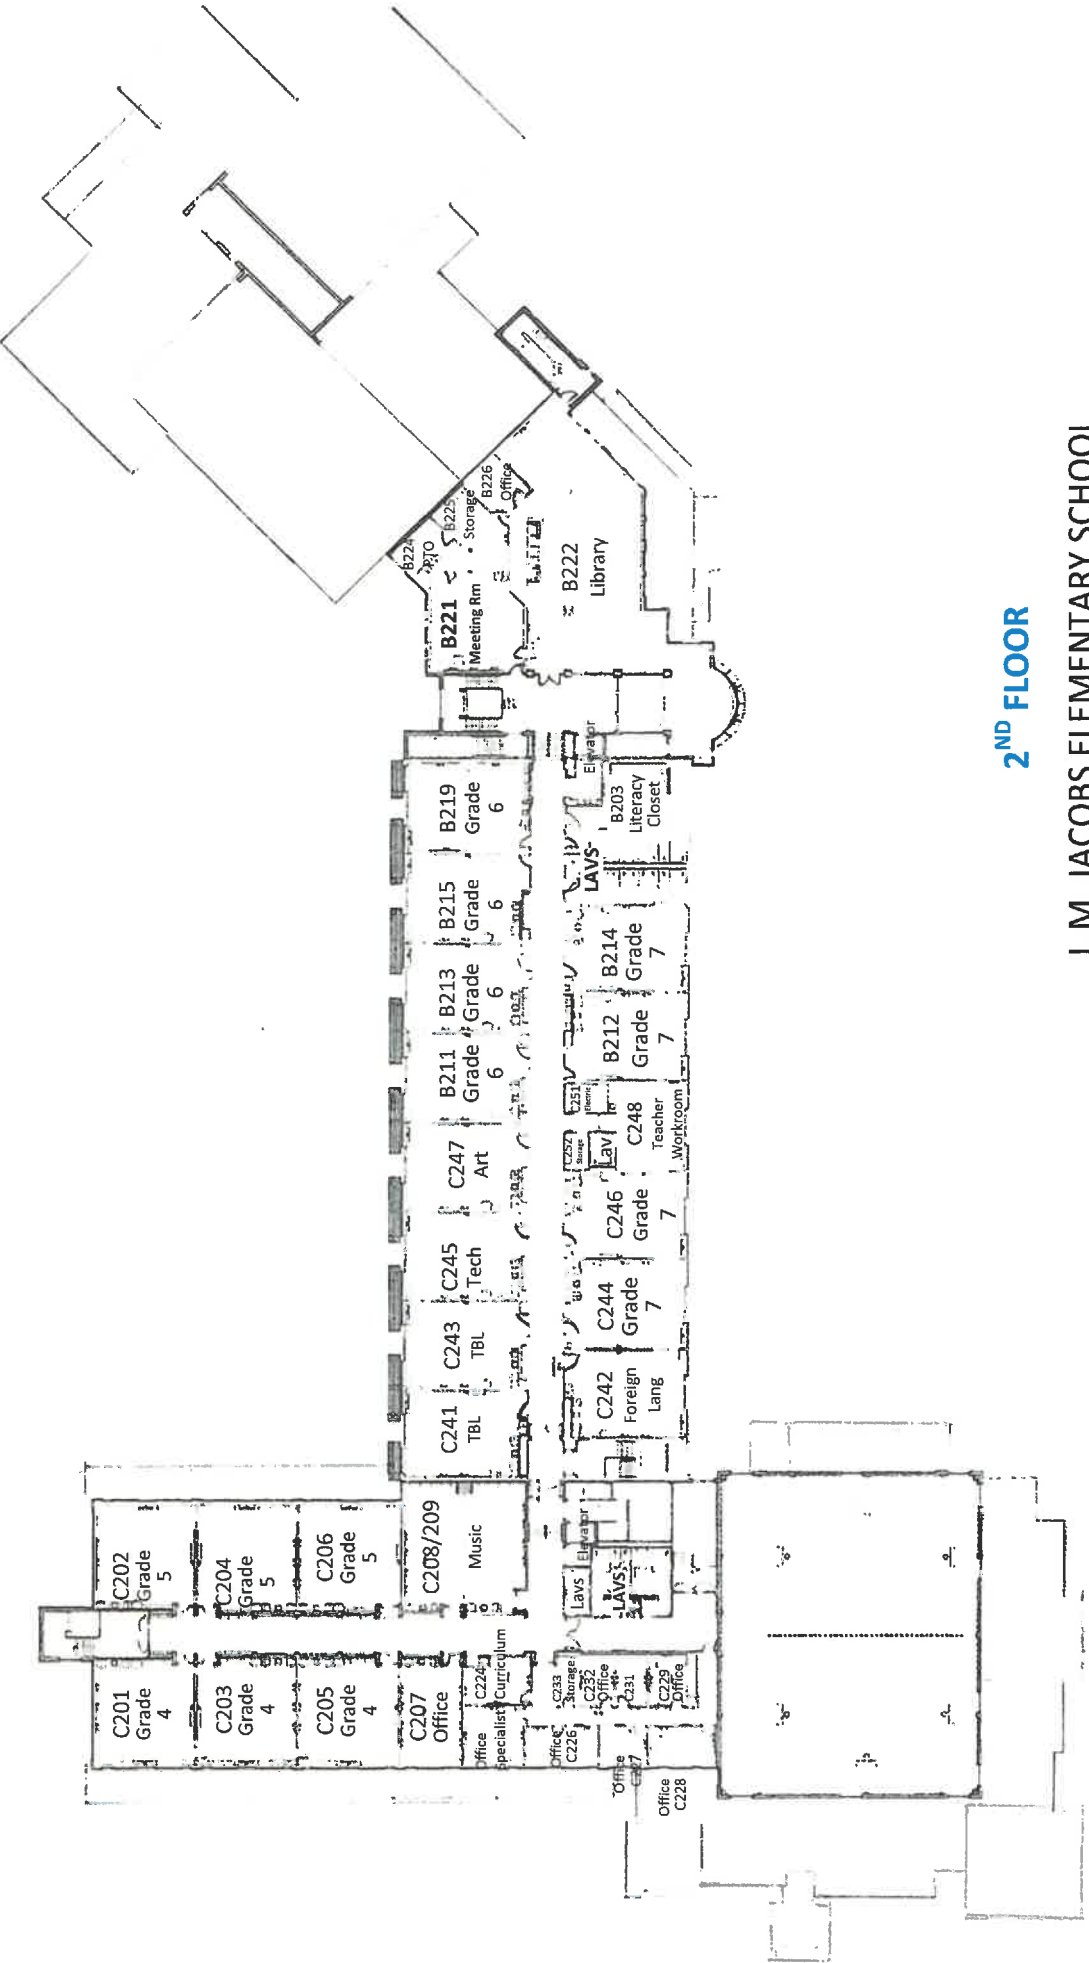 C201
Grade
4
C203
Grade
4
C205
Grade
4
C207
Office
C202
Grade
5
C204
Grade
5
C206
Grade
5
C208/209
Music
C224
Curriculum
Specialist
Office
C233
Storage
C232
Office
C231
C229
Office
Office
C226
Office
Office
C228
Lavs
-LAVS-
Elevator
C241
TBL
C243
TBL
C245
Tech
C247
Art
B211
Grade
6
B213
Grade
6
B215
Grade
6
B219
Grade
6
C242
Foreign
Lang
C244
Grade
7
C246
Grade
7
C252
Storage
Lav
C251
Electric
C248
Teacher
Workroom
B212
Grade
7
B214
Grade
7
LAVS-
B203
Literacy
Closet
Elevator
B221
Meeting Rm
B224
PTO
B225
Storage
B226
Office
B222
Library
2ND FLOOR
JACOBS ELEMENTARY SCHOOL